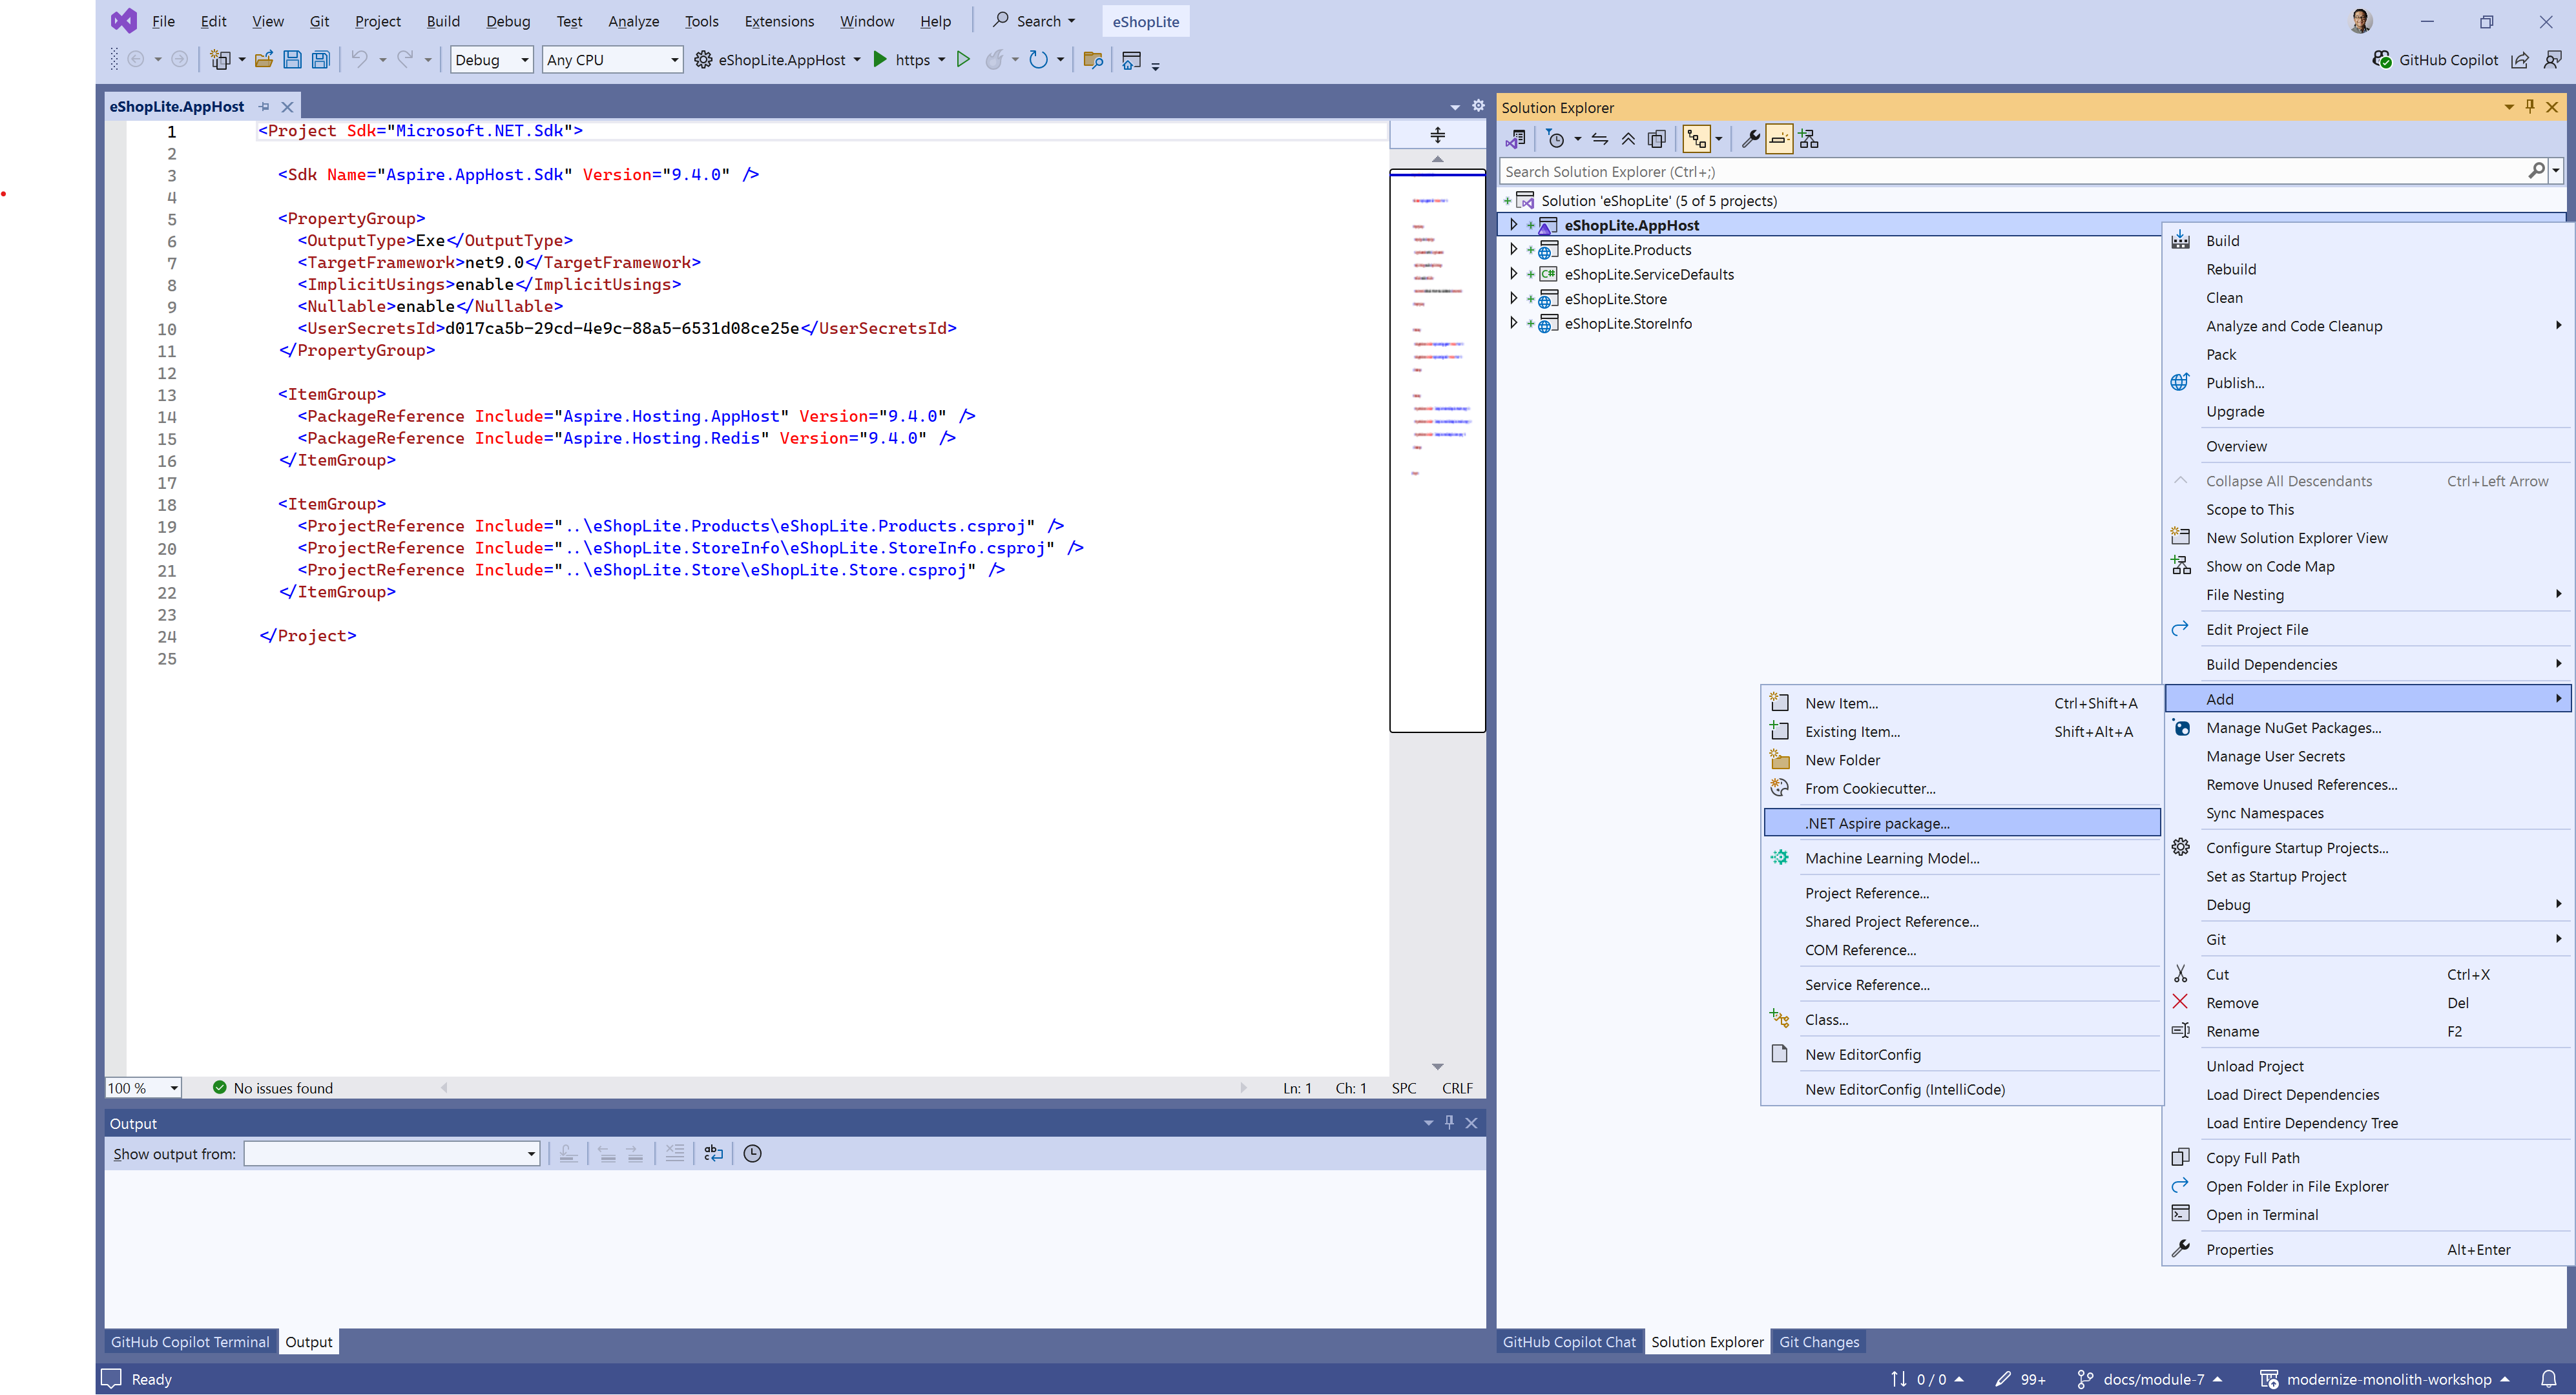 File Edit View Git Project Build Debug Test Analyze Tools Extensions Window Help Search eShopLite
Debug Any CPU eShopLite.AppHost https GitHub Copilot
eShopLite.AppHost
1 <Project Sdk="Microsoft.NET.Sdk">
2
3 <Sdk Name="Aspire.AppHost.Sdk" Version="9.4.0" />
4
5 <PropertyGroup>
6 <OutputType>Exe</OutputType>
7 <TargetFramework>net9.0</TargetFramework>
8 <ImplicitUsings>enable</ImplicitUsings>
9 <Nullable>enable</Nullable>
10 <UserSecretsId>d017ca5b-29cd-4e9c-88a5-6531d08ce25e</UserSecretsId>
11 </PropertyGroup>
12
13 <ItemGroup>
14 <PackageReference Include="Aspire.Hosting.AppHost" Version="9.4.0" />
15 <PackageReference Include="Aspire.Hosting.Redis" Version="9.4.0" />
16 </ItemGroup>
17
18 <ItemGroup>
19 <ProjectReference Include="..\eShopLite.Products\eShopLite.Products.csproj" />
20 <ProjectReference Include="..\eShopLite.StoreInfo\eShopLite.StoreInfo.csproj" />
21 <ProjectReference Include="..\eShopLite.Store\eShopLite.Store.csproj" />
22 </ItemGroup>
23
24 </Project>
25
100 % No issues found Ln: 1 Ch: 1 SPC CRLF
Output
Show output from:
GitHub Copilot Terminal Output
Solution Explorer
Search Solution Explorer (Ctrl+;)
Solution 'eShopLite' (5 of 5 projects)
eShopLite.AppHost
eShopLite.Products
eShopLite.ServiceDefaults
eShopLite.Store
eShopLite.StoreInfo
Build
Rebuild
Clean
Analyze and Code Cleanup
Pack
Publish...
Upgrade
Overview
Collapse All Descendants Ctrl+Left Arrow
Scope to This
New Solution Explorer View
Show on Code Map
File Nesting
Edit Project File
Build Dependencies
Add
Manage NuGet Packages...
Manage User Secrets
Remove Unused References...
Sync Namespaces
Configure Startup Projects...
Set as Startup Project
Debug
Git
Cut Ctrl+X
Remove Del
Rename F2
Unload Project
Load Direct Dependencies
Load Entire Dependency Tree
Copy Full Path
Open Folder in File Explorer
Open in Terminal
Properties Alt+Enter
New Item... Ctrl+Shift+A
Existing Item... Shift+Alt+A
New Folder
From Cookiecutter...
.NET Aspire package...
Machine Learning Model...
Project Reference...
Shared Project Reference...
COM Reference...
Service Reference...
Class...
New EditorConfig
New EditorConfig (IntelliCode)
GitHub Copilot Chat Solution Explorer Git Changes
Ready 0 / 0 99+ docs/module-7 modernize-monolith-workshop